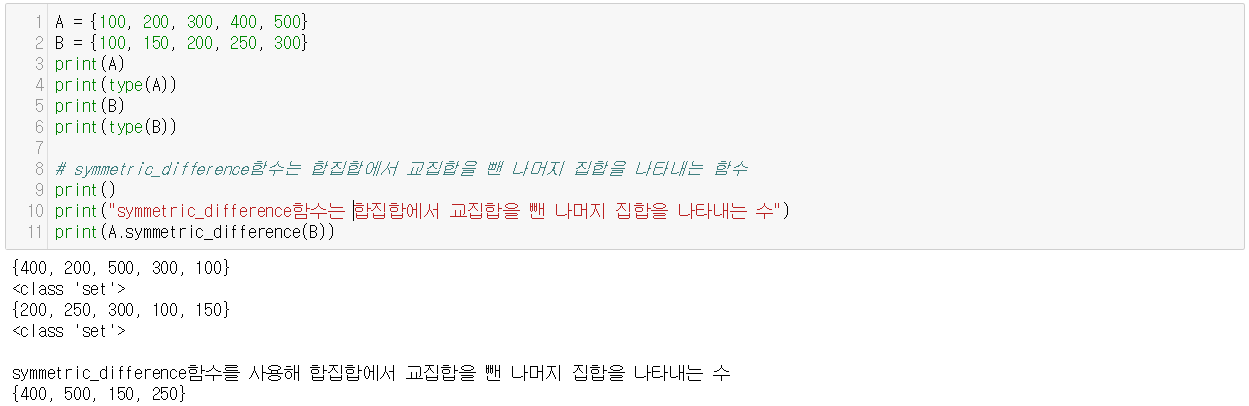 1 A = {100, 200, 300, 400, 500}
2 B = {100, 150, 200, 250, 300}
3 print(A)
4 print(type(A))
5 print(B)
6 print(type(B))
7
8 # symmetric_difference함수는 합집합에서 교집합을 뺀 나머지 집합을 나타내는 함수
9 print()
10 print("symmetric_difference함수는 합집합에서 교집합을 뺀 나머지 집합을 나타내는 수")
11 print(A.symmetric_difference(B))
{400, 200, 500, 300, 100}
<class 'set'>
{200, 250, 300, 100, 150}
<class 'set'>
symmetric_difference함수를 사용해 합집합에서 교집합을 뺀 나머지 집합을 나타내는 수
{400, 500, 150, 250}